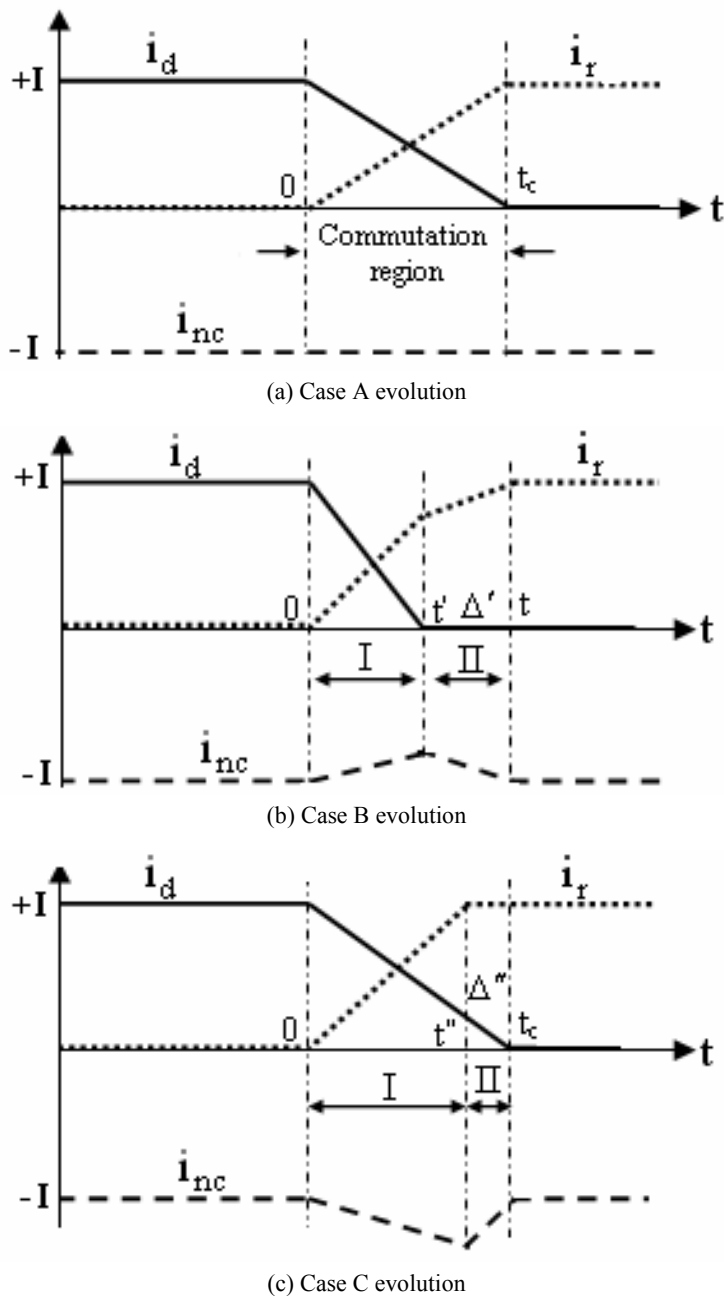 i_d
i_r
+I
0
t_c
t
Commutation
region
i_nc
-I
(a) Case A evolution
i_d
i_r
+I
0
t' Δ' t
t
I
II
i_nc
-I
(b) Case B evolution
i_d
i_r
+I
Δ"
0
t" t_c
t
I
II
i_nc
-I
(c) Case C evolution